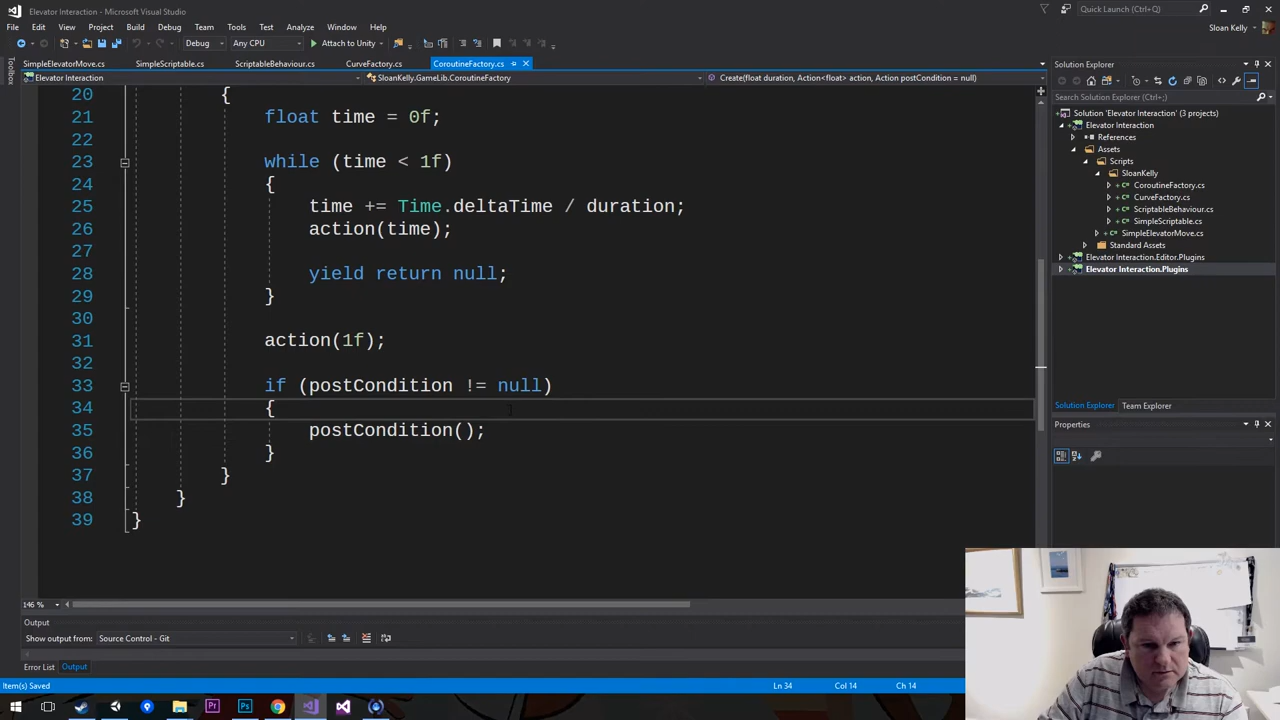 Elevator Interaction - Microsoft Visual Studio
Quick Launch (Ctrl+Q)
File Edit View Project Build Debug Team Tools Test Analyze Window Help
Debug Any CPU Attach to Unity
Toolbox
SimpleElevatorMove.cs SimpleScriptable.cs ScriptableBehaviour.cs CurveFactory.cs CoroutineFactory.cs
Elevator Interaction SloanKelly.GameLib.CoroutineFactory Create(float duration, Action<float> action, Action postCondition = null)
20 {
21 float time = 0f;
22
23 while (time < 1f)
24 {
25 time += Time.deltaTime / duration;
26 action(time);
27
28 yield return null;
29 }
30
31 action(1f);
32
33 if (postCondition != null)
34 {
35 postCondition();
36 }
37 }
38 }
39 }
146 %
Output
Show output from: Source Control - Git
Error List Output
Item(s) Saved Ln 34 Col 14 Ch 14
Solution Explorer
Search Solution Explorer (Ctrl+;)
Solution 'Elevator Interaction' (3 projects)
Elevator Interaction
References
Assets
Scripts
SloanKelly
CoroutineFactory.cs
CurveFactory.cs
ScriptableBehaviour.cs
SimpleScriptable.cs
SimpleElevatorMove.cs
Standard Assets
Elevator Interaction.Editor.Plugins
Elevator Interaction.Plugins
Solution Explorer Team Explorer
Properties
Pr Ps